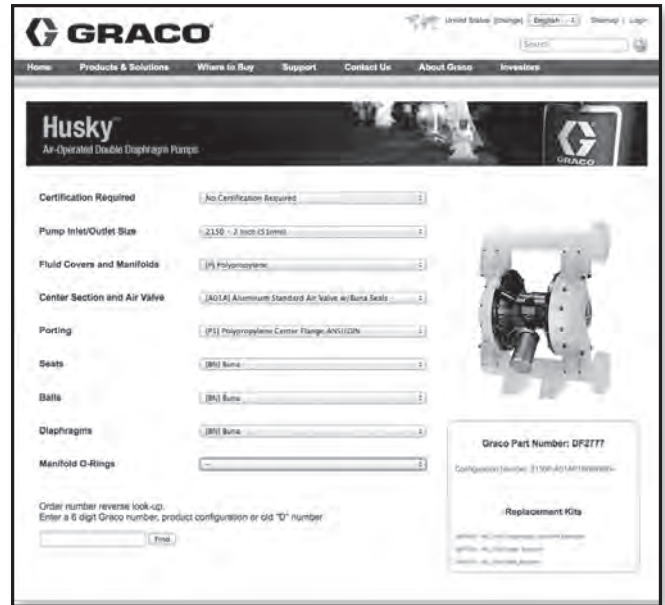 GRACO
United States (change) English Sitemap | Login
Search
Home Products & Solutions Where to Buy Support Contact Us About Graco Investors
Husky™
Air-Operated Double Diaphragm Pumps
GRACO
Certification Required No Certification Required
Pump Inlet/Outlet Size 2150 - 2 inch (51mm)
Fluid Covers and Manifolds [P] Polypropylene
Center Section and Air Valve [A01A] Aluminum Standard Air Valve w/Buna Seals
Porting [P1] Polypropylene Center Flange ANSI/DIN
Seats [BN] Buna
Balls [BN] Buna
Diaphragms [BN] Buna
Manifold O-Rings --
Graco Part Number: DF2777
Configuration Number:
Replacement Kits
Order number reverse look-up.
Enter a 6 digit Graco number, product configuration or old "D" number
Find